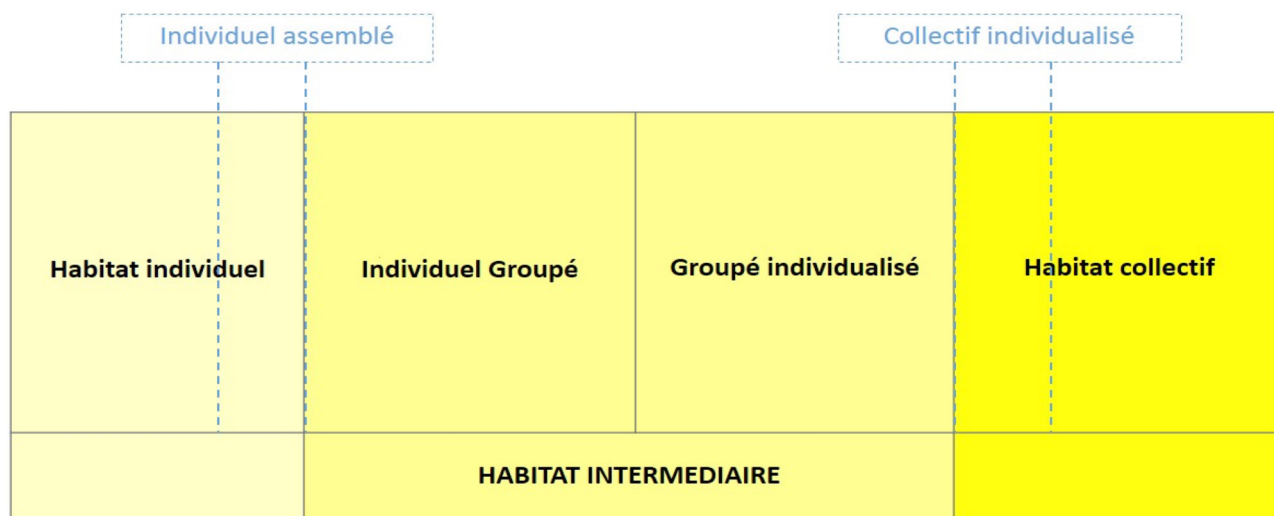 Individuel assemblé
Collectif individualisé
Habitat individuel
Individuel Groupé
Groupé individualisé
Habitat collectif
HABITAT INTERMEDIAIRE